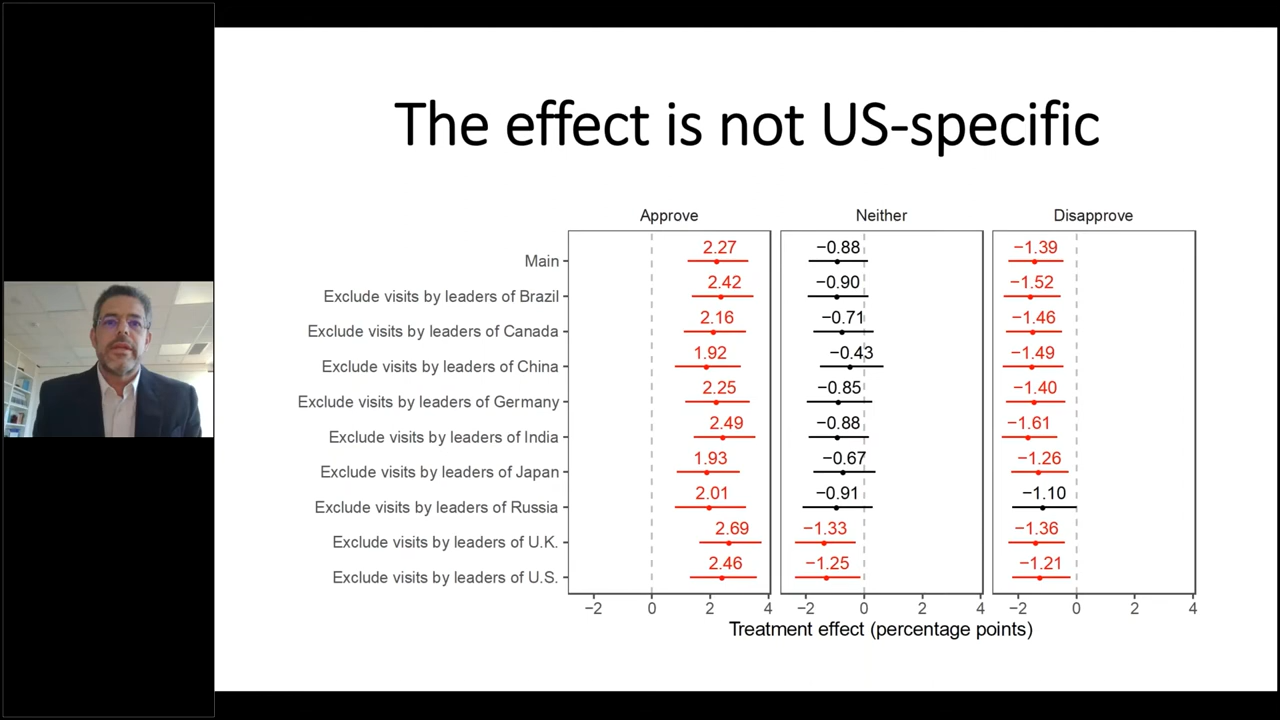 The effect is not US-specific
Approve Neither Disapprove
Main 2.27 −0.88 −1.39
Exclude visits by leaders of Brazil 2.42 −0.90 −1.52
Exclude visits by leaders of Canada 2.16 −0.71 −1.46
Exclude visits by leaders of China 1.92 −0.43 −1.49
Exclude visits by leaders of Germany 2.25 −0.85 −1.40
Exclude visits by leaders of India 2.49 −0.88 −1.61
Exclude visits by leaders of Japan 1.93 −0.67 −1.26
Exclude visits by leaders of Russia 2.01 −0.91 −1.10
Exclude visits by leaders of U.K. 2.69 −1.33 −1.36
Exclude visits by leaders of U.S. 2.46 −1.25 −1.21
−2 0 2 4 −2 0 2 4 −2 0 2 4
Treatment effect (percentage points)